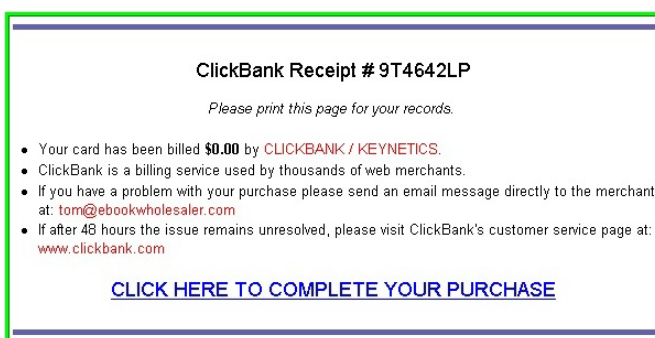 ClickBank Receipt # 9T4642LP
Please print this page for your records.
Your card has been billed $0.00 by CLICKBANK / KEYNETICS.
ClickBank is a billing service used by thousands of web merchants.
If you have a problem with your purchase please send an email message directly to the merchant
at: tom@ebookwholesaler.com
If after 48 hours the issue remains unresolved, please visit ClickBank's customer service page at:
www.clickbank.com
CLICK HERE TO COMPLETE YOUR PURCHASE